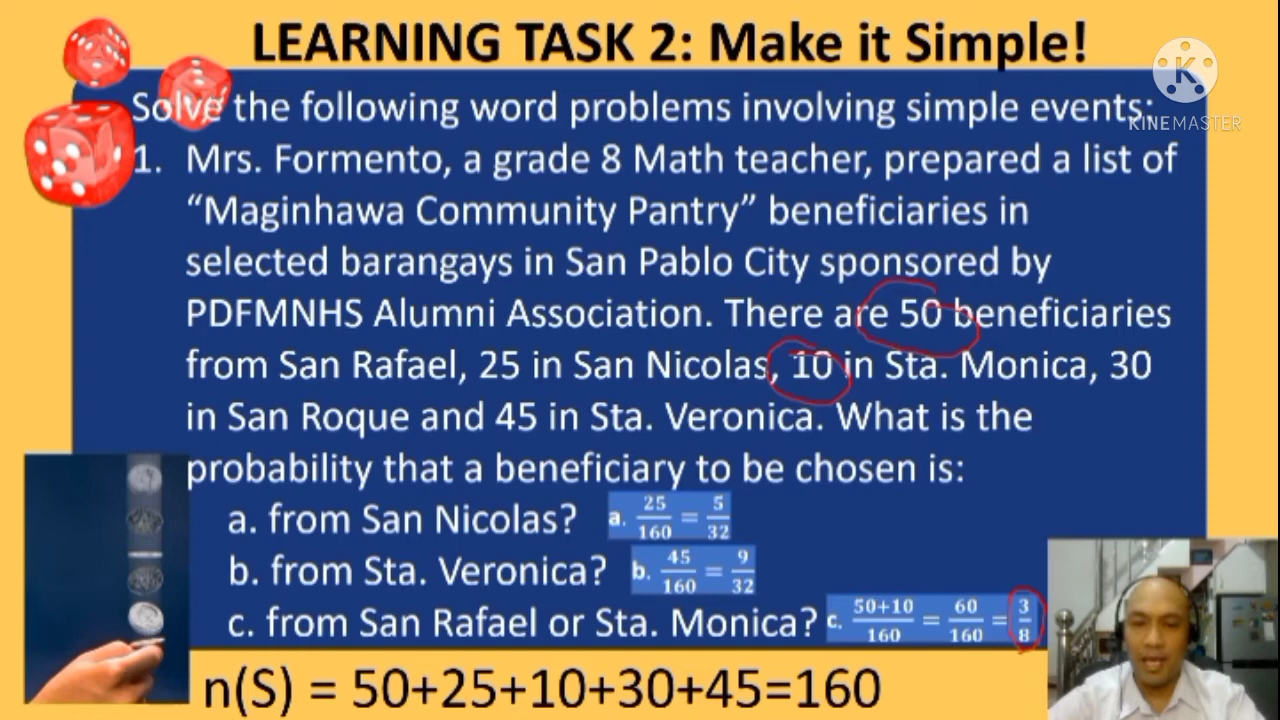 LEARNING TASK 2: Make it Simple!
K
KINEMASTER
Solve the following word problems involving simple events:
1. Mrs. Formento, a grade 8 Math teacher, prepared a list of
“Maginhawa Community Pantry” beneficiaries in
selected barangays in San Pablo City sponsored by
PDFMNHS Alumni Association. There are 50 beneficiaries
from San Rafael, 25 in San Nicolas, 10 in Sta. Monica, 30
in San Roque and 45 in Sta. Veronica. What is the
probability that a beneficiary to be chosen is:
a. from San Nicolas? a. 25/160 = 5/32
b. from Sta. Veronica? b. 45/160 = 9/32
c. from San Rafael or Sta. Monica? c. 50+10/160 = 60/160 = 3/8
n(S) = 50+25+10+30+45=160